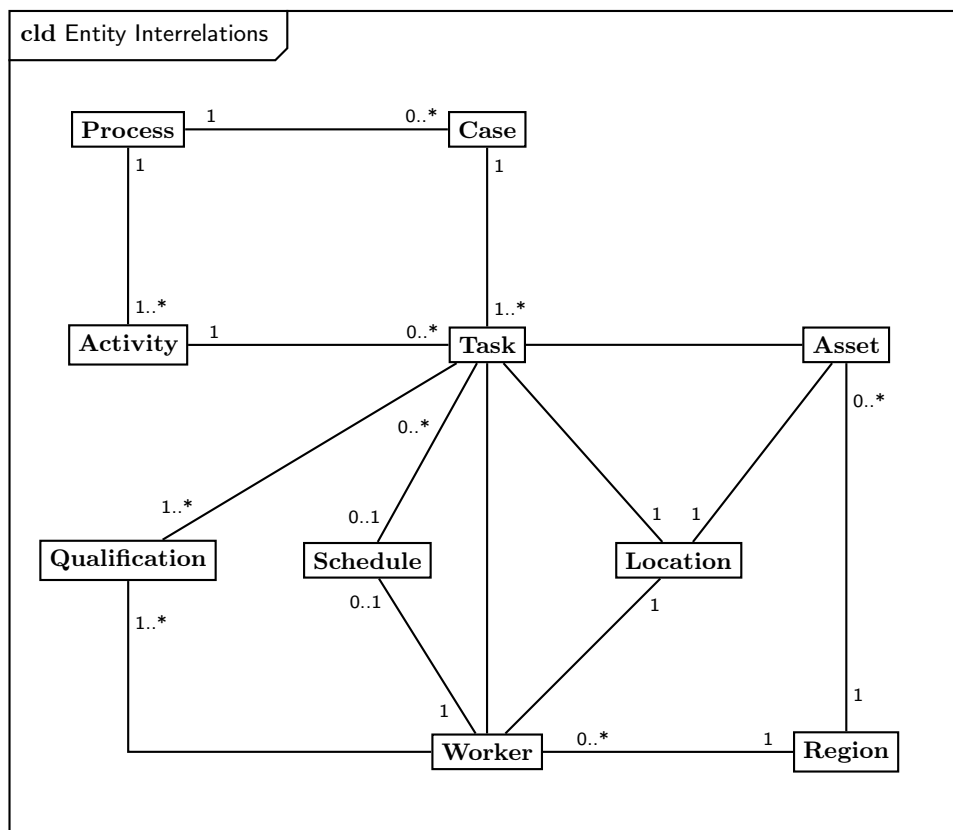 cld Entity Interrelations
Process 1 0..* Case
1 1
1..* 1..*
Activity 1 0..* Task Asset
0..*
0..*
1..* 0..1 1 1
Qualification Schedule Location
1..* 0..1 1
1 1
Worker 0..* 1 Region